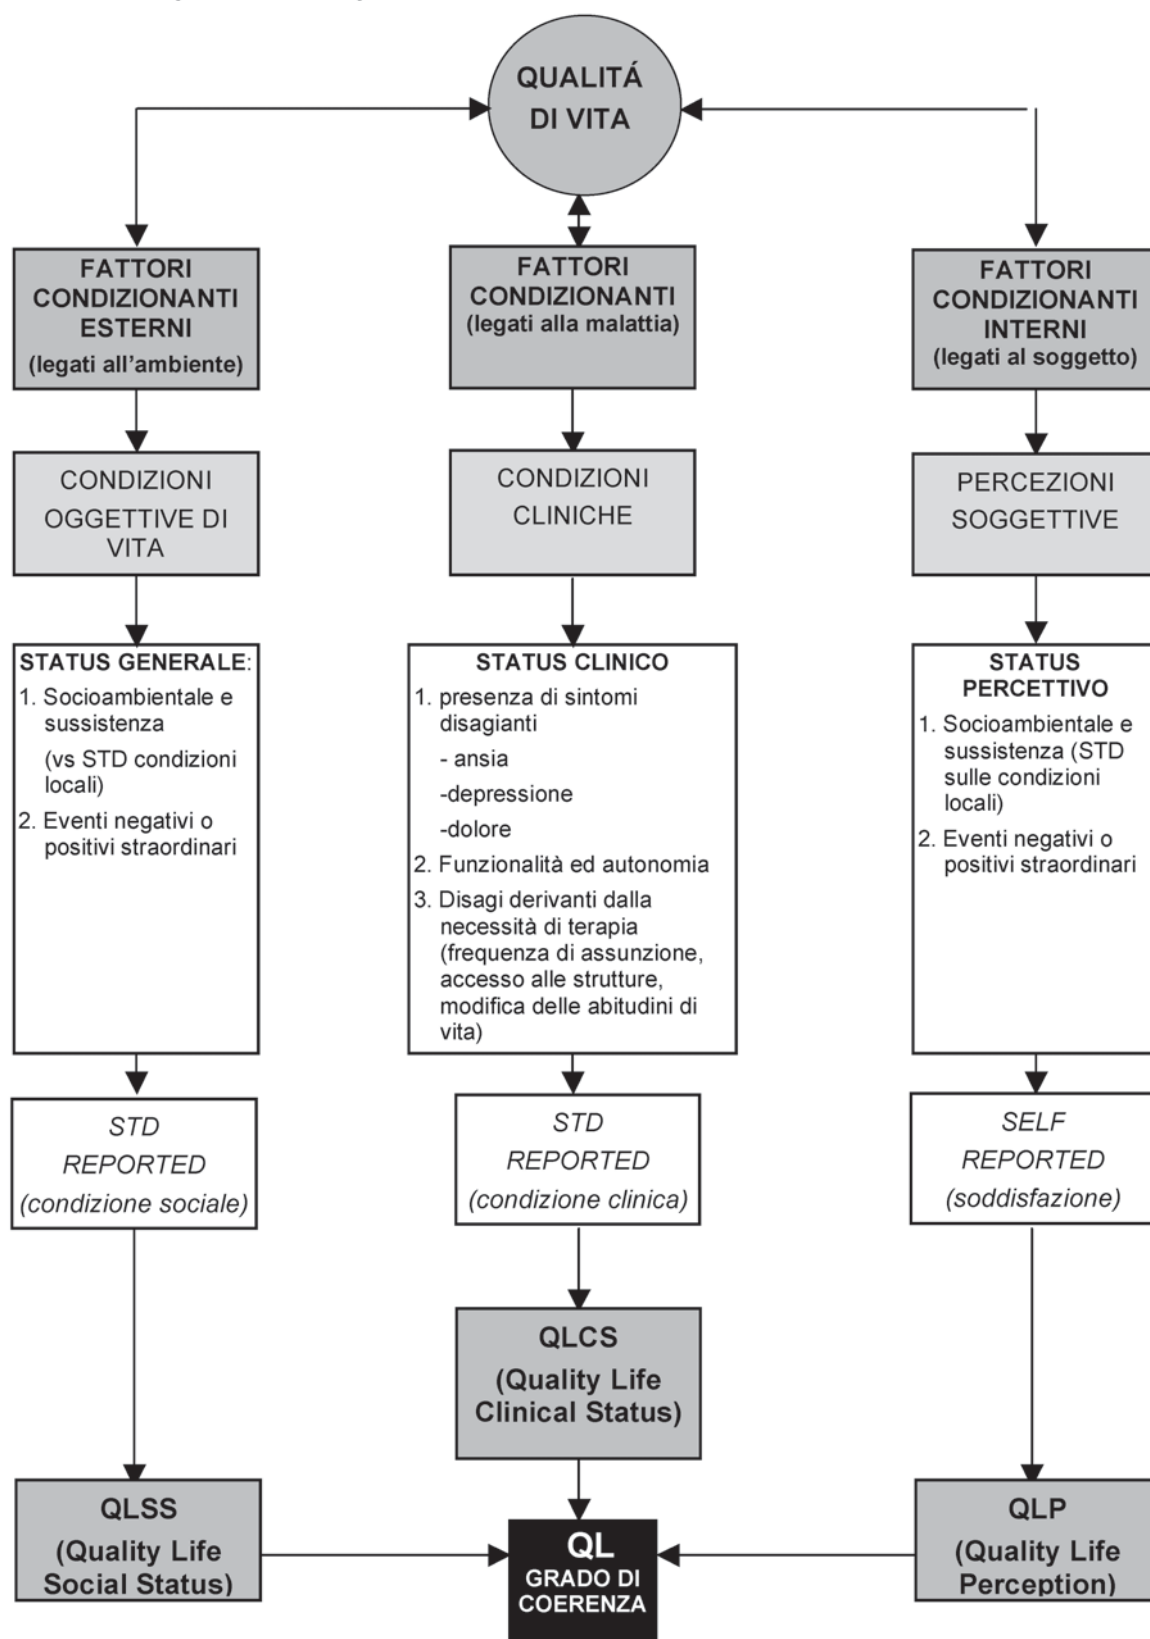 QUALITÁ
DI VITA
FATTORI
CONDIZIONANTI
ESTERNI
(legati all'ambiente)
FATTORI
CONDIZIONANTI
(legati alla malattia)
FATTORI
CONDIZIONANTI
INTERNI
(legati al soggetto)
CONDIZIONI
OGGETTIVE DI
VITA
CONDIZIONI
CLINICHE
PERCEZIONI
SOGGETTIVE
STATUS GENERALE:
1. Socioambientale e
sussistenza
(vs STD condizioni
locali)
2. Eventi negativi o
positivi straordinari
STATUS CLINICO
1. presenza di sintomi
disagianti
- ansia
-depressione
-dolore
2. Funzionalità ed autonomia
3. Disagi derivanti dalla
necessità di terapia
(frequenza di assunzione,
accesso alle strutture,
modifica delle abitudini di
vita)
STATUS
PERCETTIVO
1. Socioambientale e
sussistenza (STD
sulle condizioni
locali)
2. Eventi negativi o
positivi straordinari
STD
REPORTED
(condizione sociale)
STD
REPORTED
(condizione clinica)
SELF
REPORTED
(soddisfazione)
QLCS
(Quality Life
Clinical Status)
QLSS
(Quality Life
Social Status)
QL
GRADO DI
COERENZA
QLP
(Quality Life
Perception)